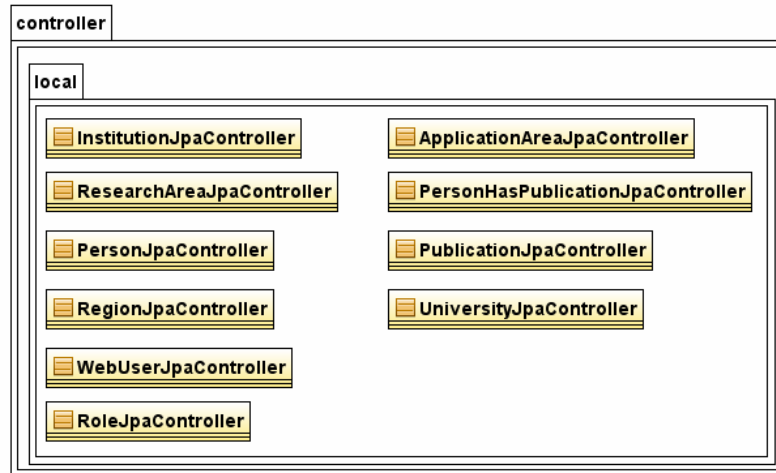 controller
local
InstitutionJpaController
ApplicationAreaJpaController
ResearchAreaJpaController
PersonHasPublicationJpaController
PersonJpaController
PublicationJpaController
RegionJpaController
UniversityJpaController
WebUserJpaController
RoleJpaController